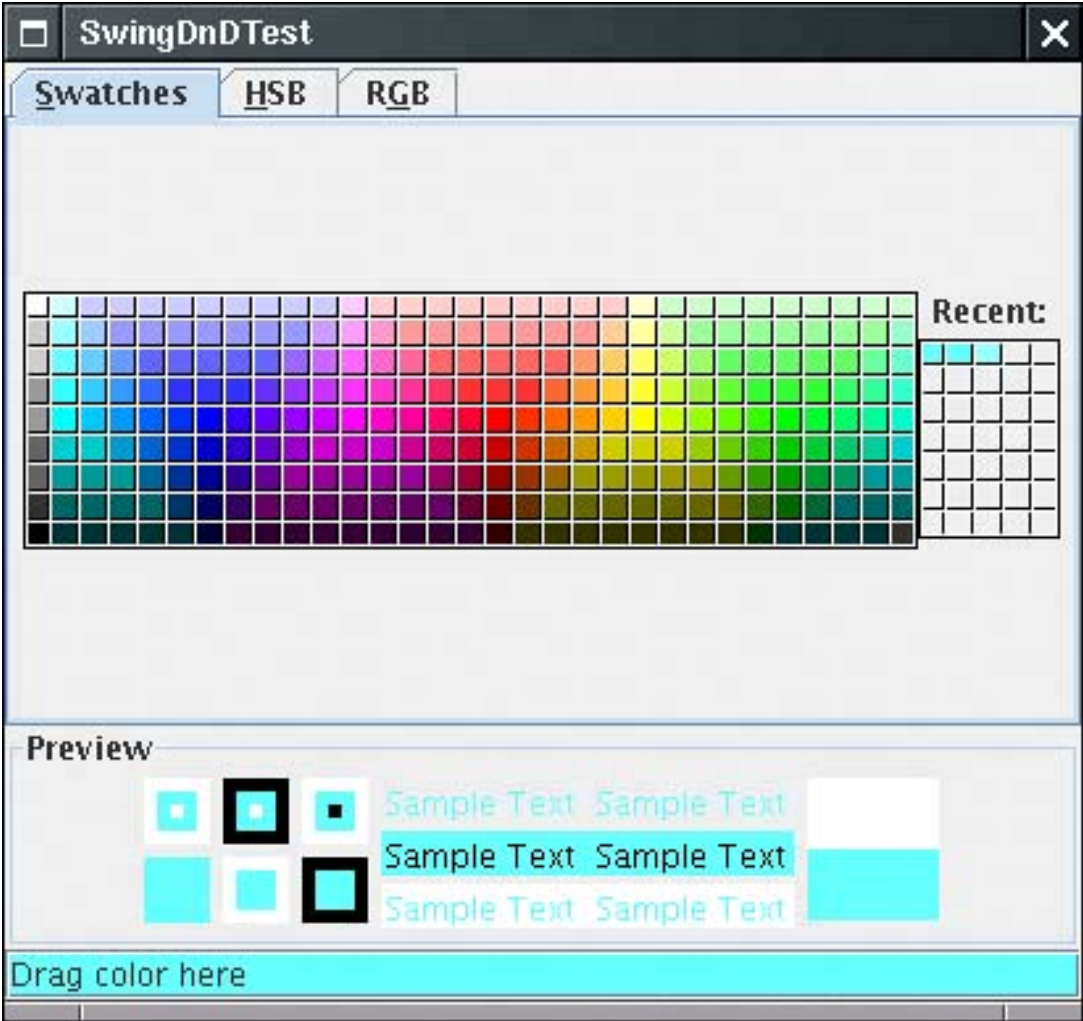 SwingDnDTest
Swatches HSB RGB
Recent:
Preview
Sample Text Sample Text
Sample Text Sample Text
Sample Text Sample Text
Drag color here